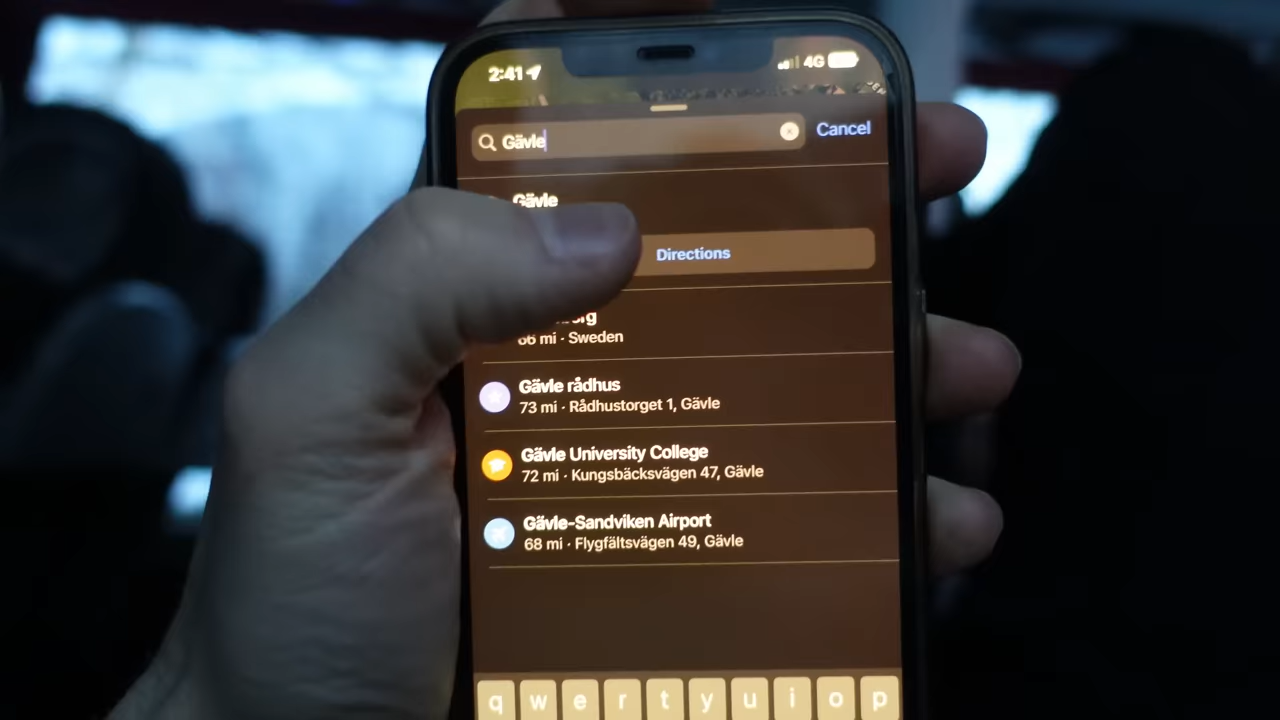 2:41 4G
Gävle Cancel
Gävle
Directions
66 mi · Sweden
Gävle rådhus
73 mi · Rådhustorget 1, Gävle
Gävle University College
72 mi · Kungsbäcksvägen 47, Gävle
Gävle-Sandviken Airport
68 mi · Flygfältsvägen 49, Gävle
q w e r t y u i o p